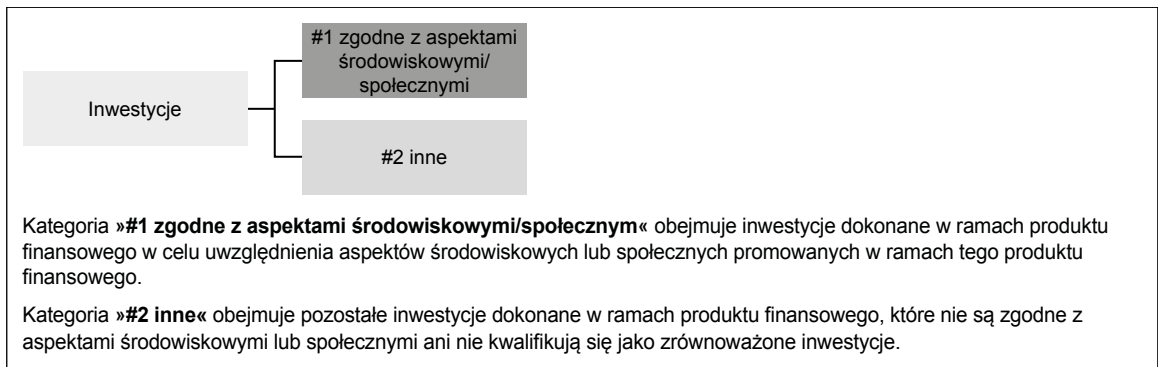 #1 zgodne z aspektami
środowiskowymi/
społecznymi
Inwestycje
#2 inne
Kategoria »#1 zgodne z aspektami środowiskowymi/społecznym« obejmuje inwestycje dokonane w ramach produktu
finansowego w celu uwzględnienia aspektów środowiskowych lub społecznych promowanych w ramach tego produktu
finansowego.
Kategoria »#2 inne« obejmuje pozostałe inwestycje dokonane w ramach produktu finansowego, które nie są zgodne z
aspektami środowiskowymi lub społecznymi ani nie kwalifikują się jako zrównoważone inwestycje.